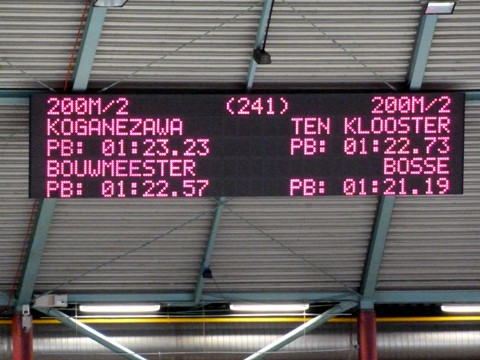 200M/2 (241) 200M/2
KOGANEZAWA TEN KLOOSTER
PB: 01:23.23 PB: 01:22.73
BOUWMEESTER BOSSE
PB: 01:22.57 PB: 01:21.19